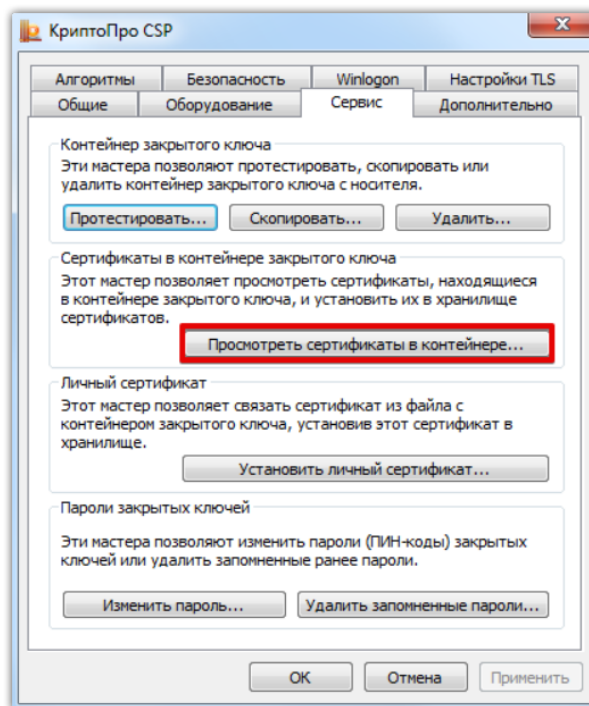 КриптоПро CSP
Алгоритмы Безопасность Winlogon Настройки TLS
Общие Оборудование Сервис Дополнительно
Контейнер закрытого ключа
Эти мастера позволяют протестировать, скопировать или
удалить контейнер закрытого ключа с носителя.
Протестировать... Скопировать... Удалить...
Сертификаты в контейнере закрытого ключа
Этот мастер позволяет просмотреть сертификаты, находящиеся
в контейнере закрытого ключа, и установить их в хранилище
сертификатов.
Просмотреть сертификаты в контейнере...
Личный сертификат
Этот мастер позволяет связать сертификат из файла с
контейнером закрытого ключа, установив этот сертификат в
хранилище.
Установить личный сертификат...
Пароли закрытых ключей
Эти мастера позволяют изменить пароли (ПИН-коды) закрытых
ключей или удалить запомненные ранее пароли.
Изменить пароль... Удалить запомненные пароли...
ОК Отмена Применить